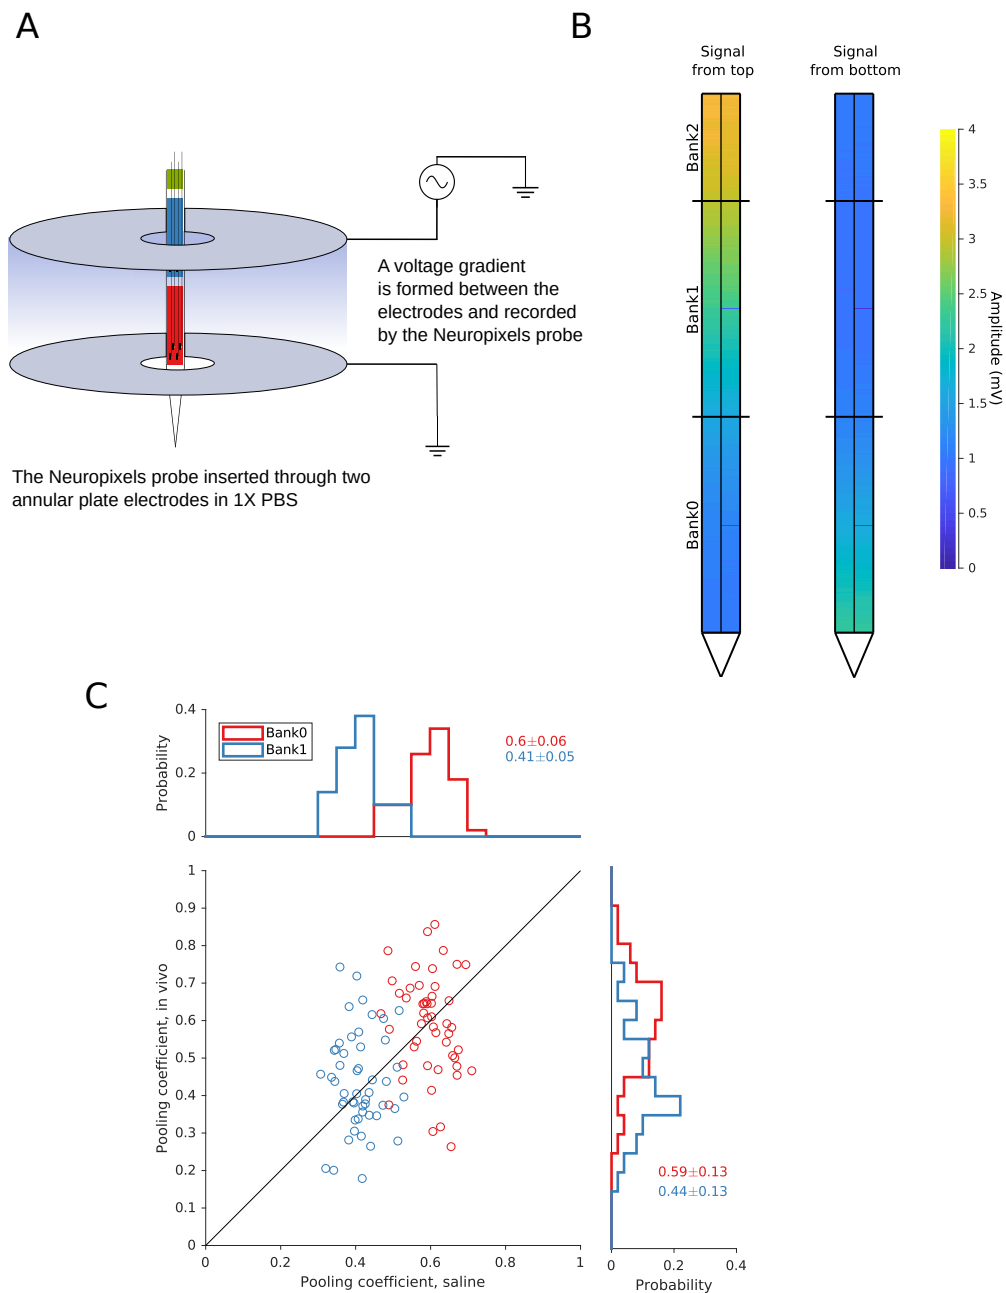 A
B
Signal
from top
Signal
from bottom
Bank2
Bank1
Bank0
4
3.5
3
2.5
2
1.5
1
0.5
0
Amplitude (mV)
A voltage gradient
is formed between the
electrodes and recorded
by the Neuropixels probe
The Neuropixels probe inserted through two
annular plate electrodes in 1X PBS
C
0.4
0.2
0
Probability
Bank0
Bank1
0.6±0.06
0.41±0.05
1
0.9
0.8
0.7
0.6
0.5
0.4
0.3
0.2
0.1
0
Pooling coefficient, in vivo
0
0.2
0.4
0.6
0.8
1
Pooling coefficient, saline
0.59±0.13
0.44±0.13
0
0.2
0.4
Probability